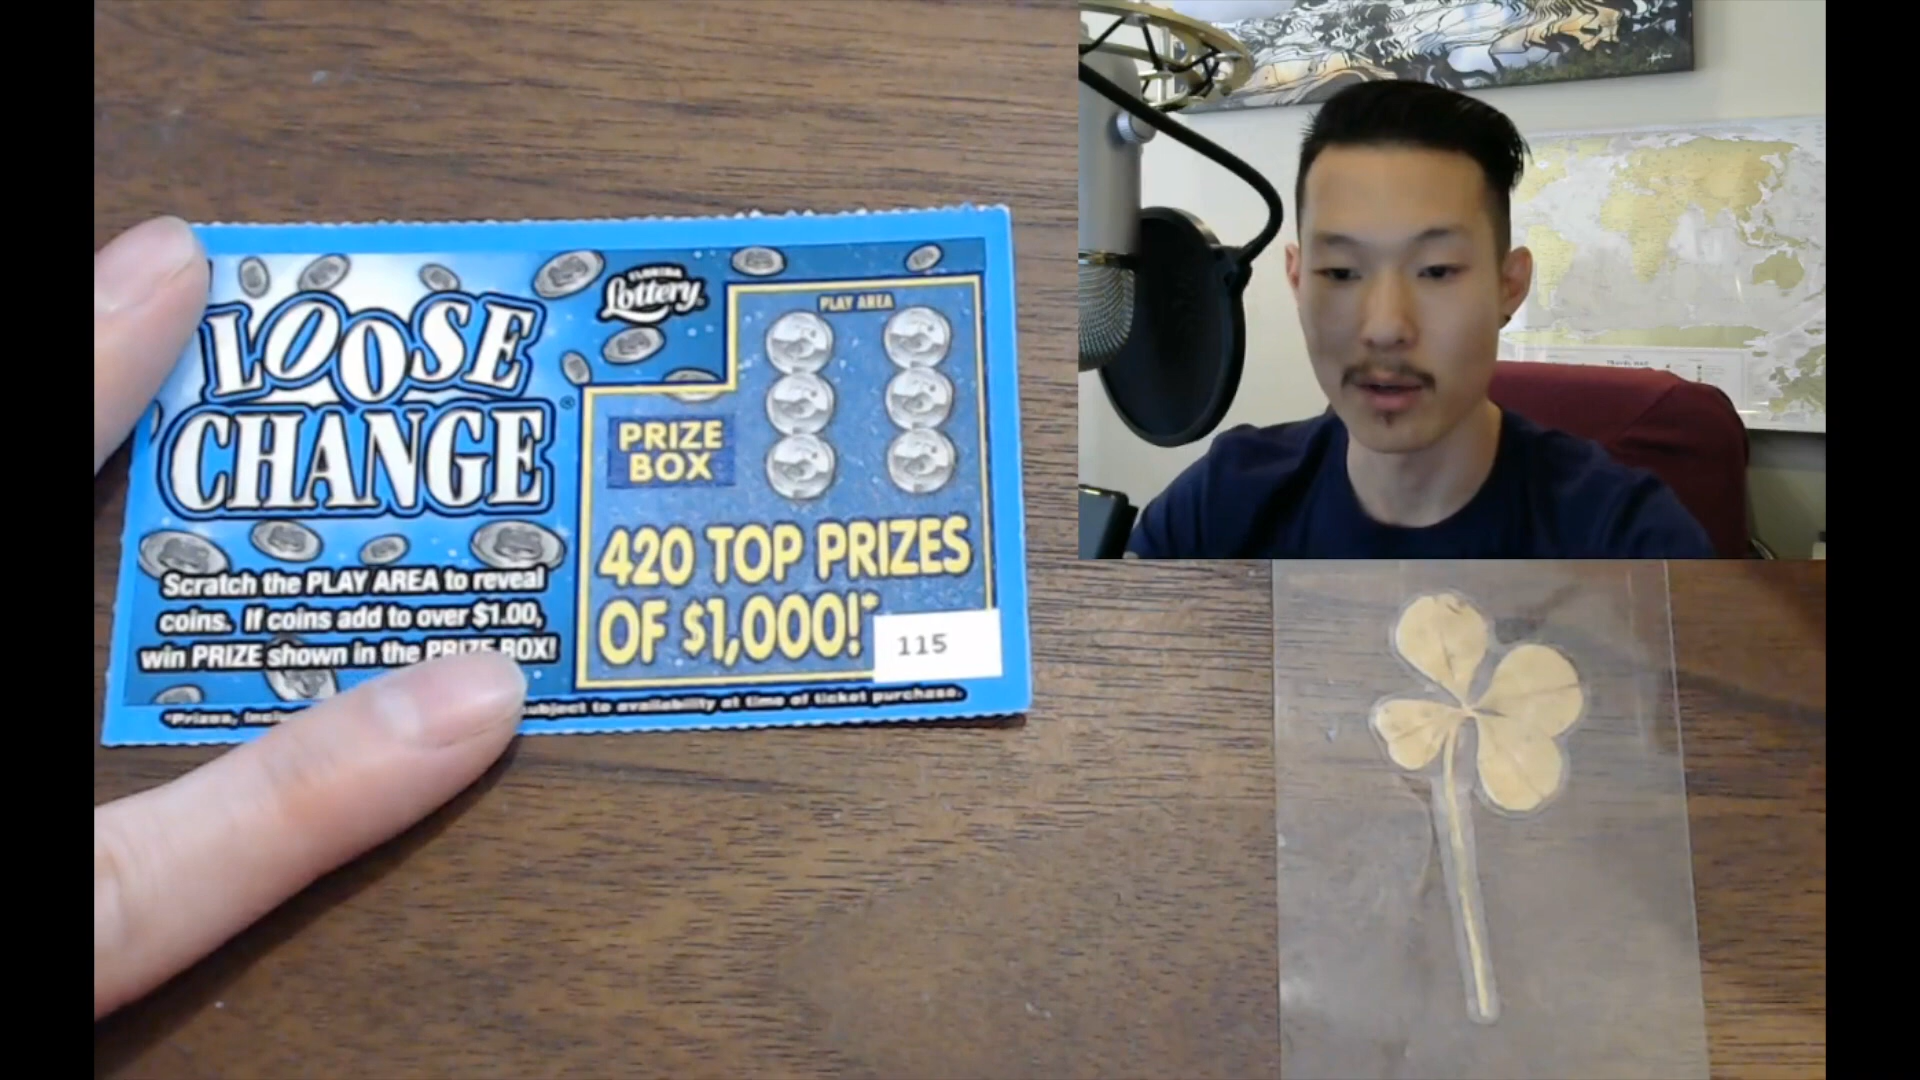 LOOSE
CHANGE
Scratch the PLAY AREA to reveal
coins. If coins add to over $1.00,
win PRIZE shown in the PRIZE BOX!
FLORIDA
Lottery
PLAY AREA
PRIZE
BOX
420 TOP PRIZES
OF $1,000!*
115
*Prizes, subject to availability at time of ticket purchase.
TRAVEL MAP